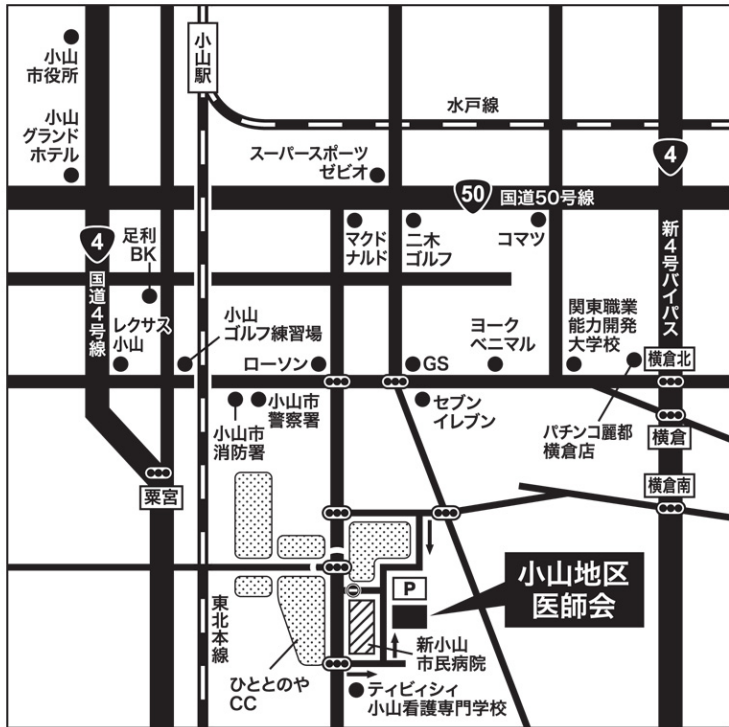 小山
市役所
小山駅
水戸線
小山
グランド
ホテル
スーパースポーツ
ゼビオ
4
50
国道50号線
4
国道4号線
足利
BK
マクド
ナルド
二木
ゴルフ
コマツ
新4号バイパス
レクサス
小山
小山
ゴルフ練習場
ローソン
GS
ヨーク
ベニマル
関東職業
能力開発
大学校
横倉北
小山市
消防署
小山市
警察署
セブン
イレブン
パチンコ麗都
横倉店
横倉
粟宮
横倉南
東北本線
P
小山地区
医師会
新小山
市民病院
ひととのや
CC
ティビィシィ
小山看護専門学校